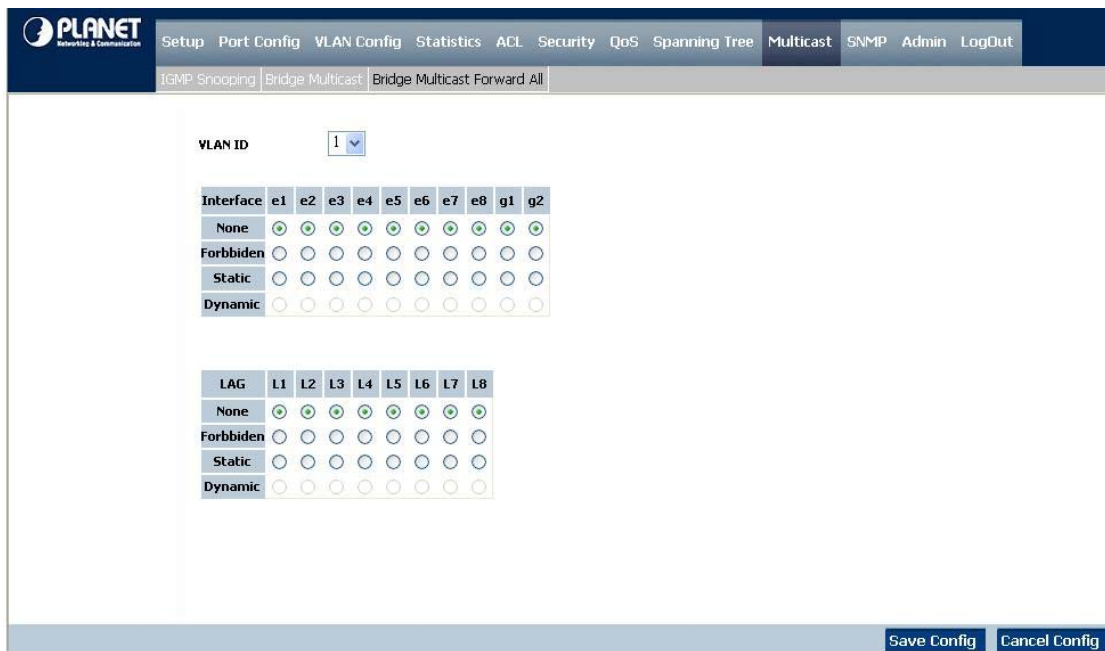 PLANET
Networking & Communication
Setup Port Config VLAN Config Statistics ACL Security QoS Spanning Tree Multicast SNMP Admin LogOut
IGMP Snooping Bridge Multicast Bridge Multicast Forward All
VLAN ID 1
Interface e1 e2 e3 e4 e5 e6 e7 e8 g1 g2
None
Forbbiden
Static
Dynamic
LAG L1 L2 L3 L4 L5 L6 L7 L8
None
Forbbiden
Static
Dynamic
Save Config Cancel Config